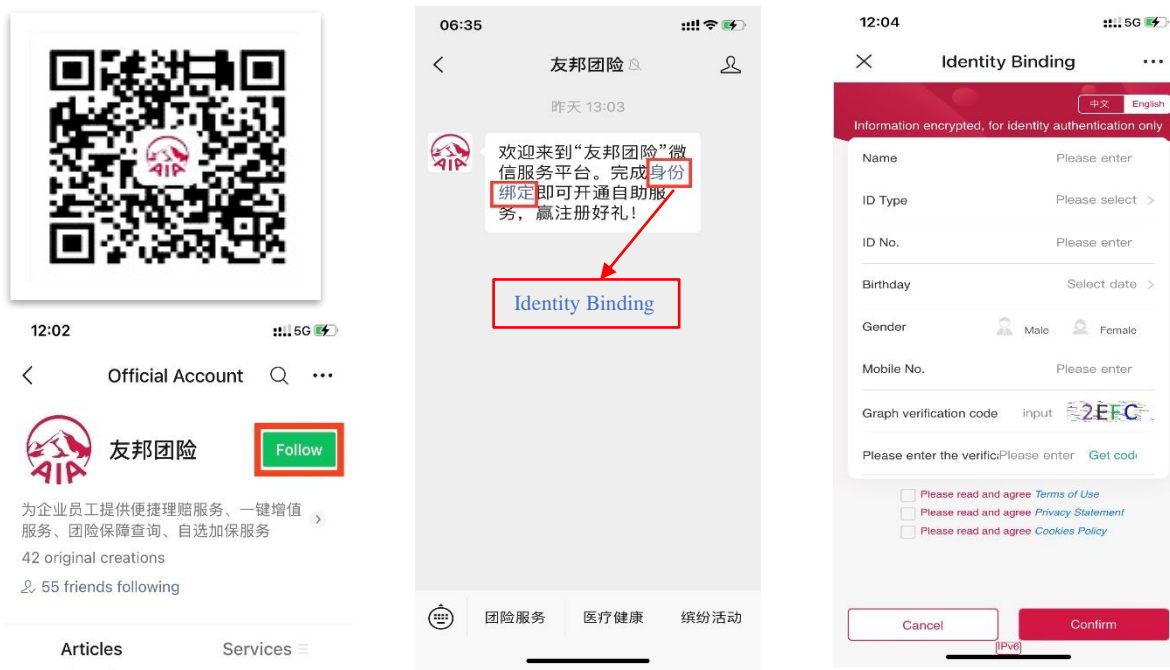 AIA
12:02
5G
Official Account
AIA
友邦团险
Follow
为企业员工提供便捷理赔服务、一键增值
服务、团险保障查询、自选加保服务
42 original creations
55 friends following
Articles
Services
06:35
友邦团险
昨天 13:03
AIA
欢迎来到“友邦团险”微
信服务平台。完成身份
绑定即可开通自助服
务，赢注册好礼！
Identity Binding
团险服务
医疗健康
缤纷活动
12:04
5G
Identity Binding
中文 English
Information encrypted, for identity authentication only
Name Please enter
ID Type Please select
ID No. Please enter
Birthday Select date
Gender Male Female
Mobile No. Please enter
Graph verification code input 2EFC
Please enter the verific Please enter Get cod
Please read and agree Terms of Use
Please read and agree Privacy Statement
Please read and agree Cookies Policy
Cancel
Confirm
IPv6